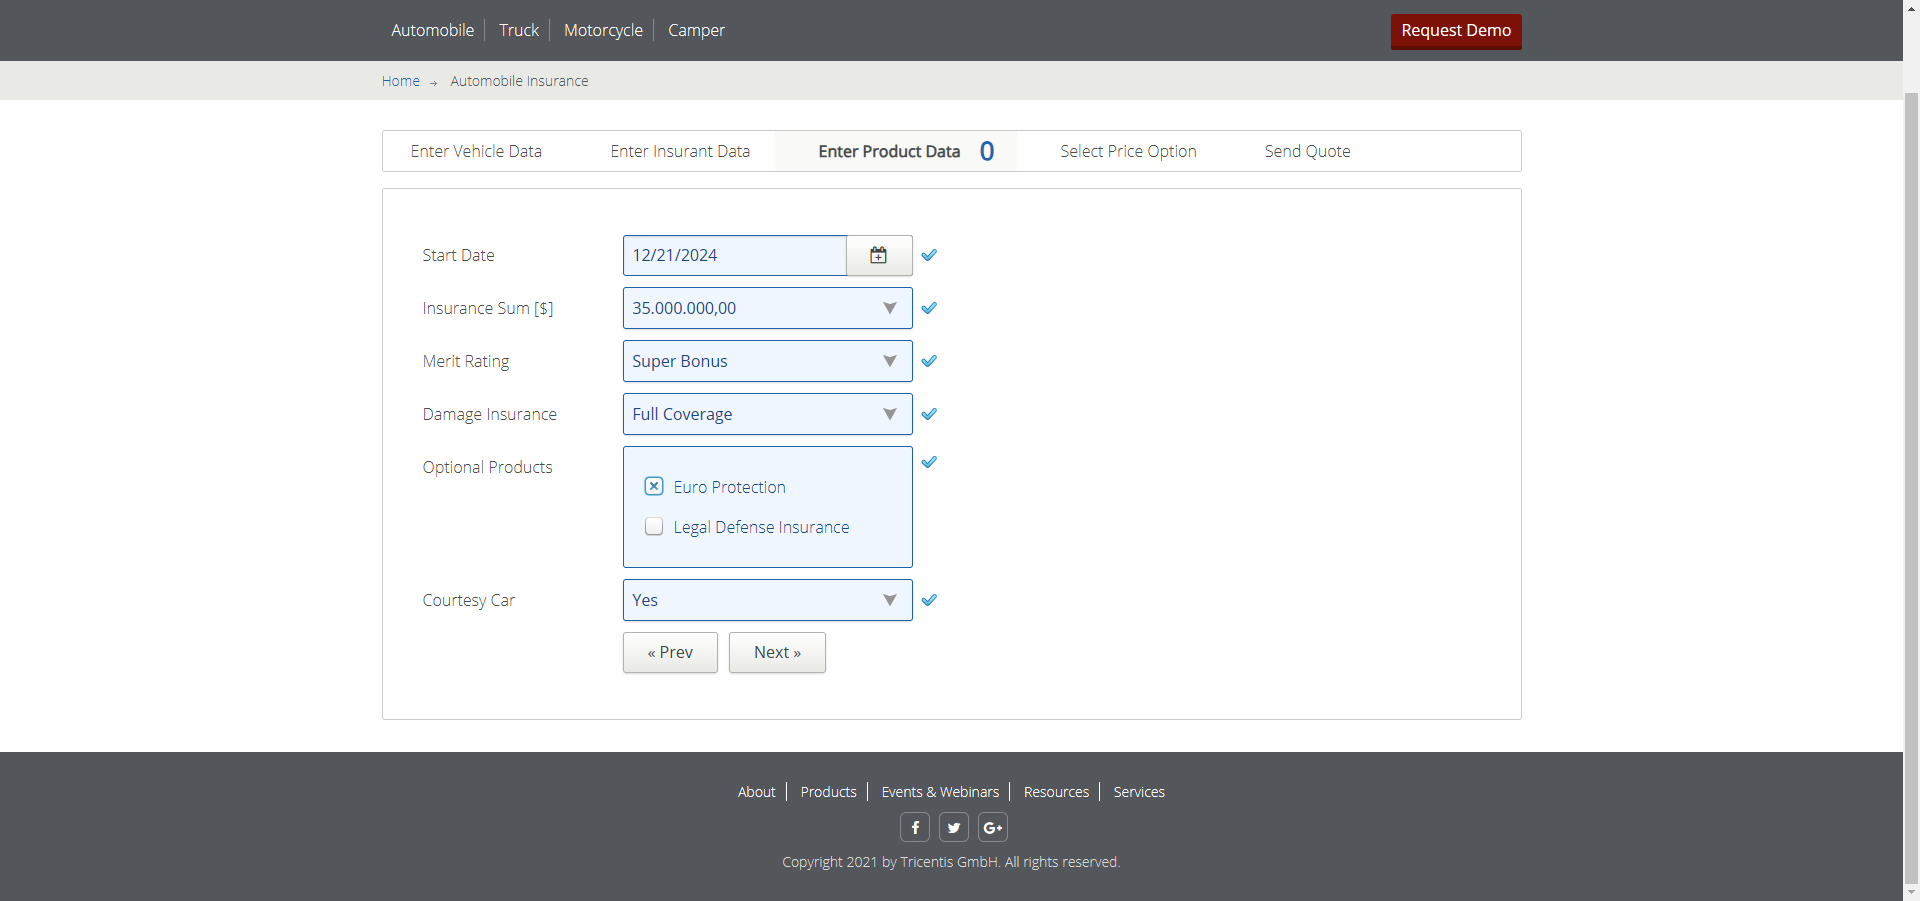 Automobile Truck Motorcycle Camper Request Demo
Home → Automobile Insurance
Enter Vehicle Data Enter Insurant Data Enter Product Data 0 Select Price Option Send Quote
Start Date 12/21/2024
Insurance Sum [$] 35.000.000,00
Merit Rating Super Bonus
Damage Insurance Full Coverage
Optional Products
Euro Protection
Legal Defense Insurance
Courtesy Car Yes
« Prev Next »
About Products Events & Webinars Resources Services
f G+
Copyright 2021 by Tricentis GmbH. All rights reserved.